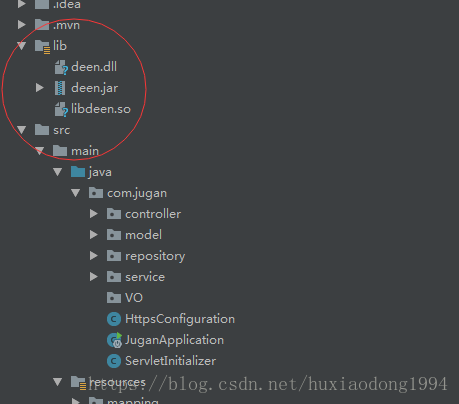 .idea
.mvn
lib
deen.dll
deen.jar
libdeen.so
src
main
java
com.jugan
controller
model
repository
service
VO
HttpsConfiguration
JuganApplication
ServletInitializer
resources
https://blog.csdn.net/huxiaodong1994
mapping